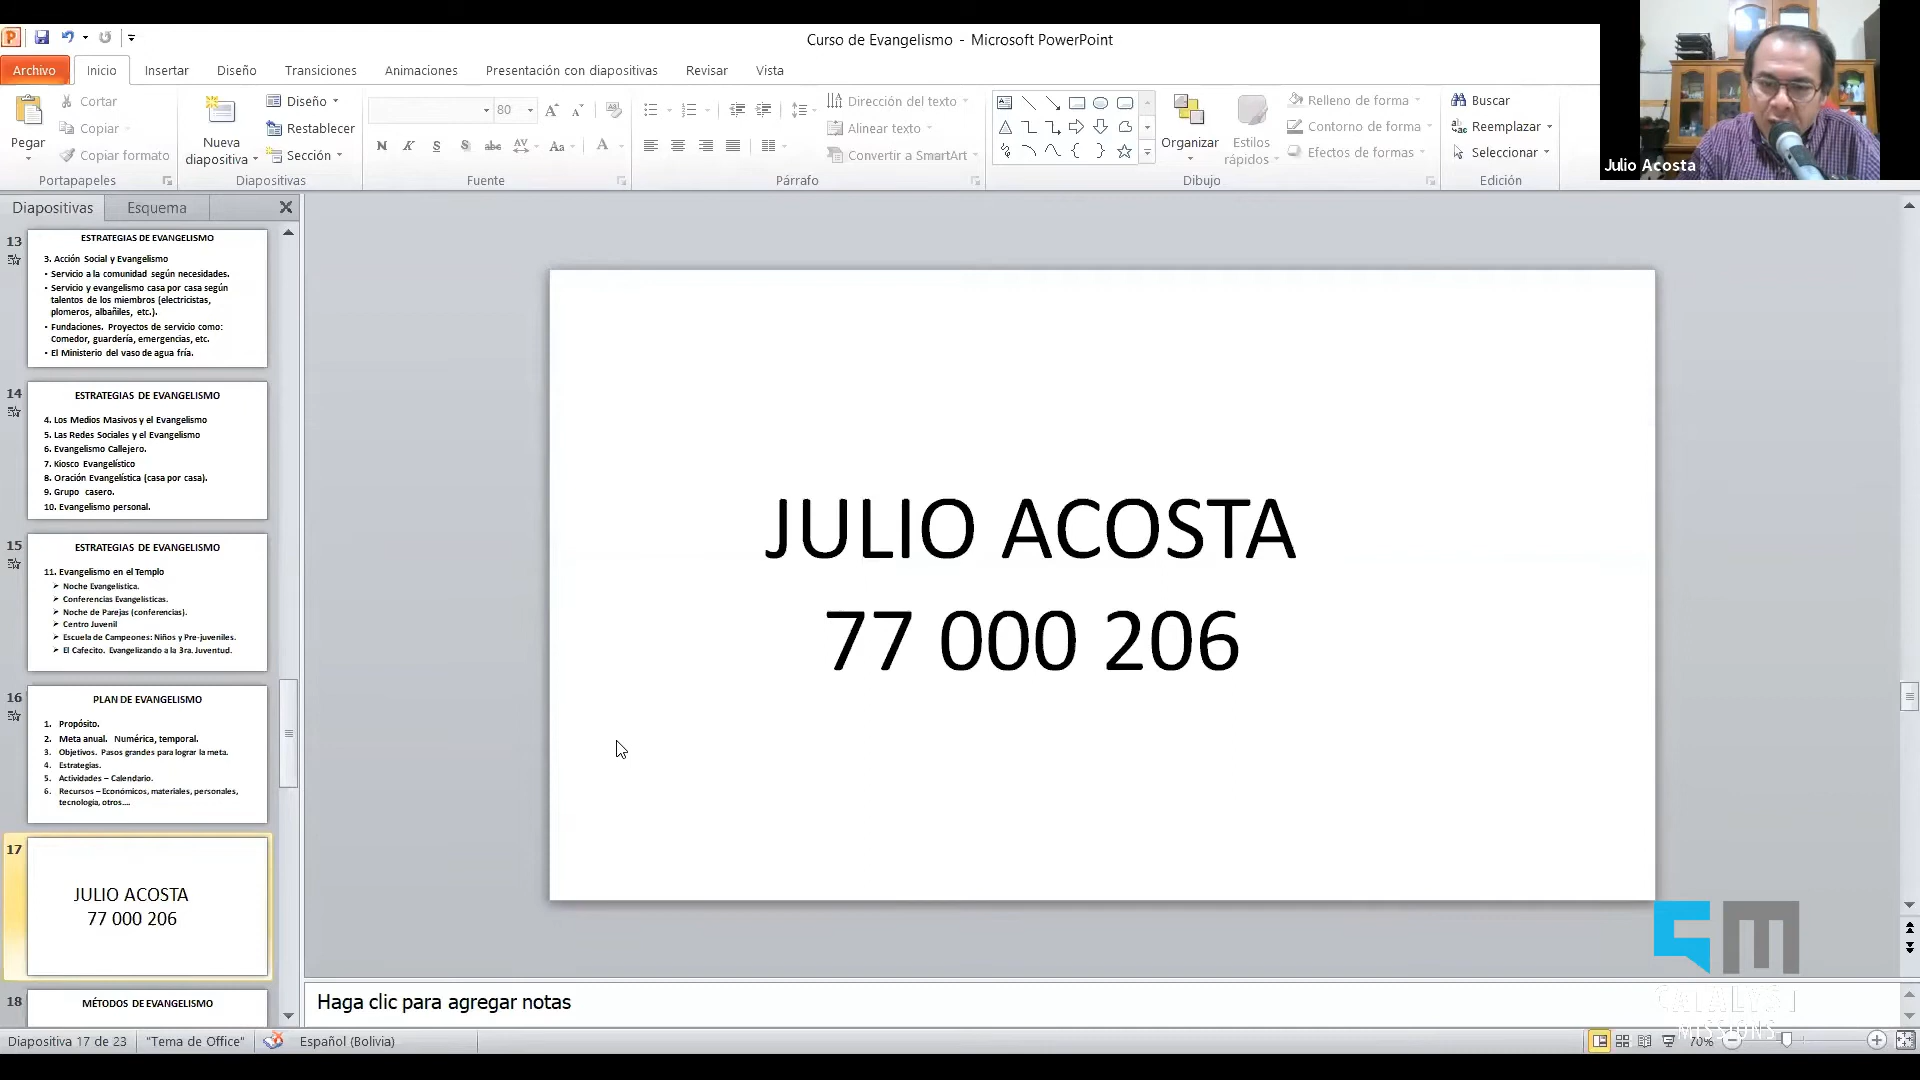 Curso de Evangelismo - Microsoft PowerPoint
Archivo
Inicio
Insertar
Diseño
Transiciones
Animaciones
Presentación con diapositivas
Revisar
Vista
Pegar
Cortar
Copiar
Copiar formato
Portapapeles
Nueva
diapositiva
Diseño
Restablecer
Sección
Diapositivas
80
N K S S abc AV Aa A
Fuente
Dirección del texto
Alinear texto
Convertir a SmartArt
Párrafo
Organizar
Estilos
rápidos
Relleno de forma
Contorno de forma
Efectos de formas
Dibujo
Buscar
Reemplazar
Seleccionar
Edición
Julio Acosta
Diapositivas
Esquema
13
ESTRATEGIAS DE EVANGELISMO
3. Acción Social y Evangelismo
• Servicio a la comunidad según necesidades.
• Servicio y evangelismo casa por casa según
talentos de los miembros (electricistas,
plomeros, albañiles, etc.).
• Fundaciones. Proyectos de servicio como:
Comedor, guardería, emergencias, etc.
• El Ministerio del vaso de agua fría.
14
ESTRATEGIAS DE EVANGELISMO
4. Los Medios Masivos y el Evangelismo
5. Las Redes Sociales y el Evangelismo
6. Evangelismo Callejero.
7. Kiosco Evangelístico
8. Oración Evangelística (casa por casa).
9. Grupo casero.
10. Evangelismo personal.
15
ESTRATEGIAS DE EVANGELISMO
11. Evangelismo en el Templo
➢ Noche Evangelística.
➢ Conferencias Evangelísticas.
➢ Noche de Parejas (conferencias).
➢ Centro Juvenil
➢ Escuela de Campeones: Niños y Pre-juveniles.
➢ El Cafecito. Evangelizando a la 3ra. Juventud.
16
PLAN DE EVANGELISMO
1. Propósito.
2. Meta anual. Numérica, temporal.
3. Objetivos. Pasos grandes para lograr la meta.
4. Estrategias.
5. Actividades – Calendario.
6. Recursos – Económicos, materiales, personales,
tecnología, otros....
17
JULIO ACOSTA
77 000 206
18
MÉTODOS DE EVANGELISMO
JULIO ACOSTA
77 000 206
Haga clic para agregar notas
CATALYST
MISSIONS
Diapositiva 17 de 23
"Tema de Office"
Español (Bolivia)
70%